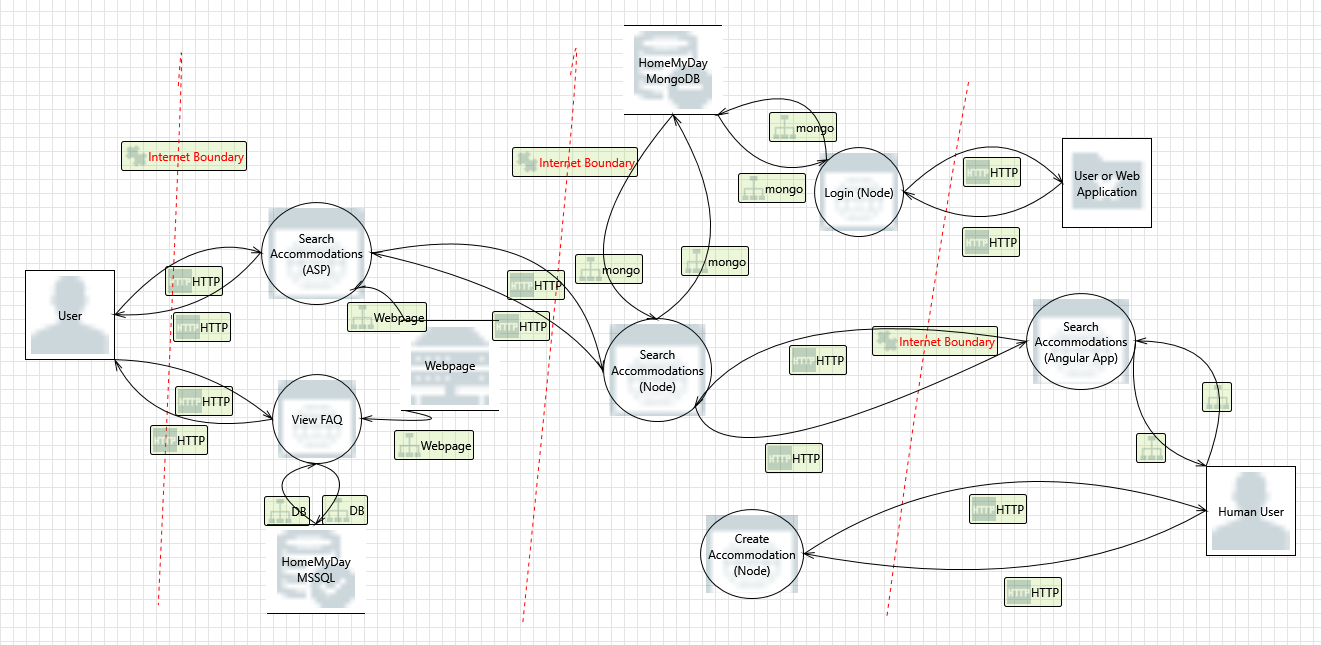 HomeMyDay
MongoDB
mongo
mongo
Internet Boundary
Internet Boundary
HTTP
User or Web
Application
Login (Node)
HTTP
Search
Accommodations
(ASP)
mongo
mongo
HTTP
HTTP
User
HTTP
Webpage
HTTP
Webpage
Search
Accommodations
(Node)
Internet Boundary
Search
Accommodations
(Angular App)
HTTP
HTTP
View FAQ
HTTP
Webpage
HTTP
DB
DB
HTTP
Human User
Create
Accommodation
(Node)
HomeMyDay
MSSQL
HTTP